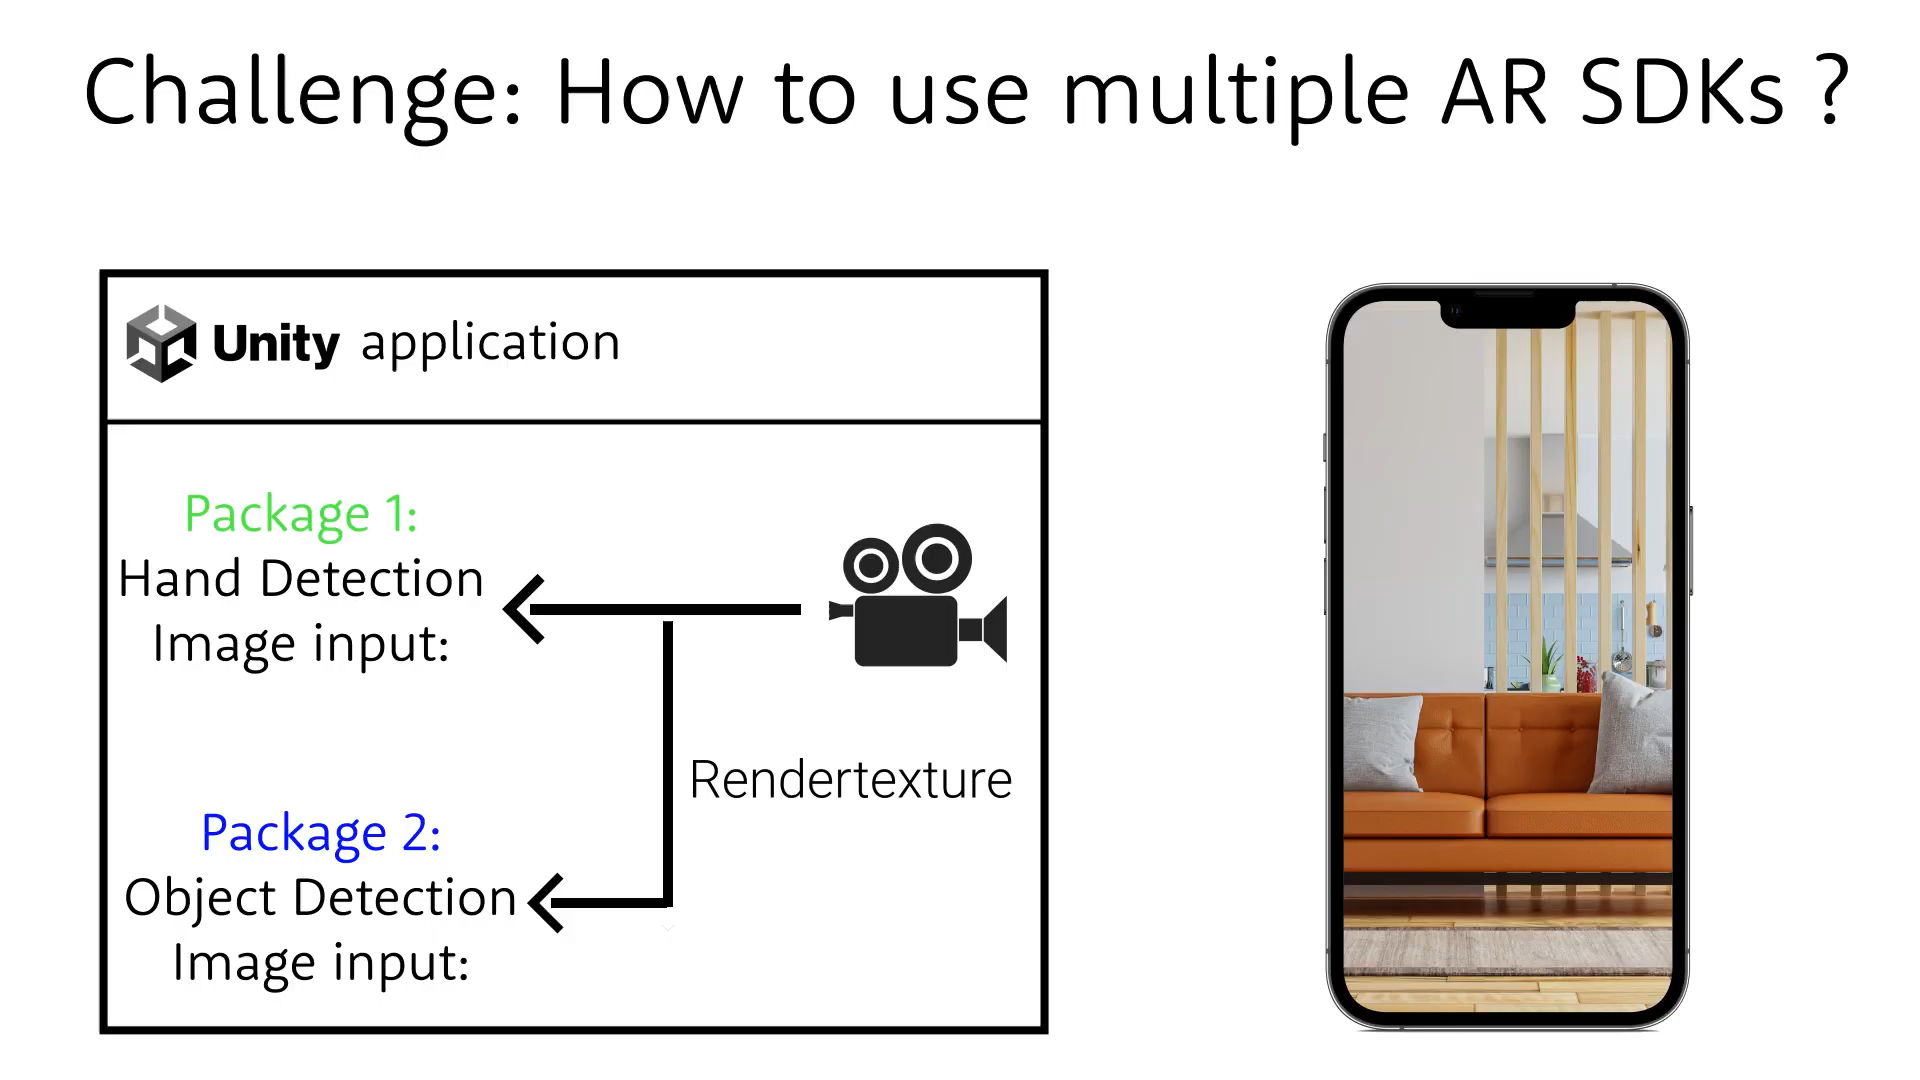 Challenge: How to use multiple AR SDKs ?
Unity application
Package 1:
Hand Detection
Image input:
Rendertexture
Package 2:
Object Detection
Image input: